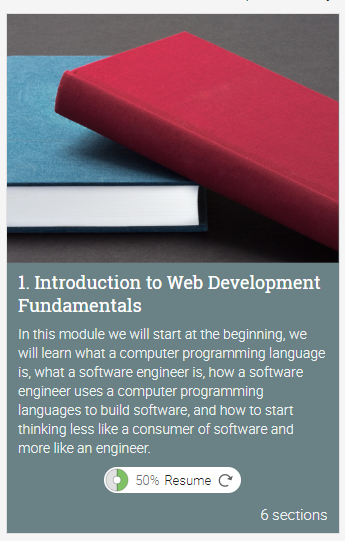 1. Introduction to Web Development
Fundamentals
In this module we will start at the beginning, we
will learn what a computer programming language
is, what a software engineer is, how a software
engineer uses a computer programming
languages to build software, and how to start
thinking less like a consumer of software and
more like an engineer.
50% Resume
6 sections